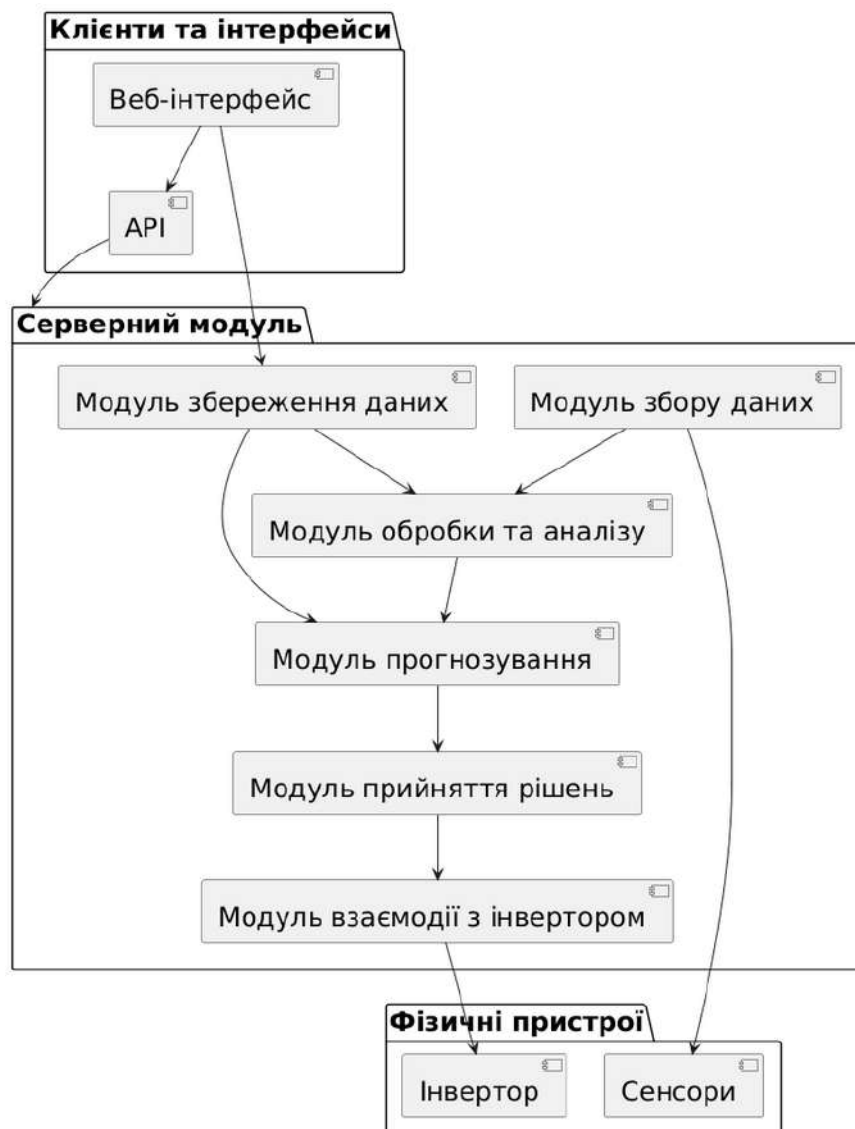 Клієнти та інтерфейси
Веб-інтерфейс
API
Серверний модуль
Модуль збереження даних
Модуль збору даних
Модуль обробки та аналізу
Модуль прогнозування
Модуль прийняття рішень
Модуль взаємодії з інвертором
Фізичні пристрої
Інвертор
Сенсори